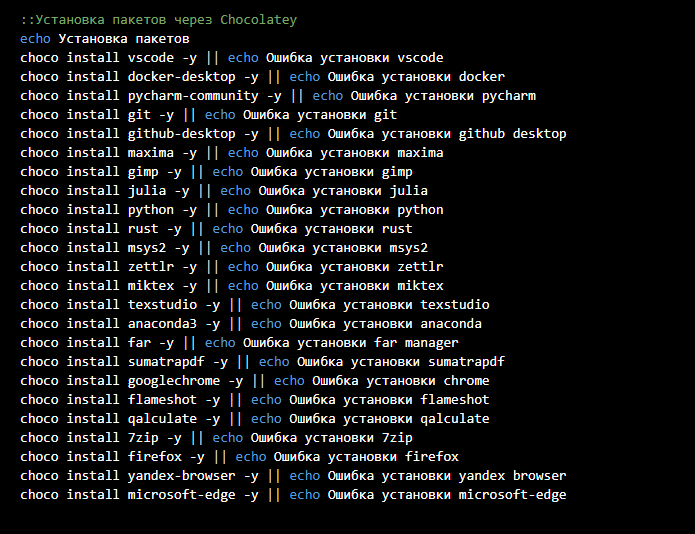 ::Установка пакетов через Chocolatey
echo Установка пакетов
choco install vscode -y || echo Ошибка установки vscode
choco install docker-desktop -y || echo Ошибка установки docker
choco install pycharm-community -y || echo Ошибка установки pycharm
choco install git -y || echo Ошибка установки git
choco install github-desktop -y || echo Ошибка установки github desktop
choco install maxima -y || echo Ошибка установки maxima
choco install gimp -y || echo Ошибка установки gimp
choco install julia -y || echo Ошибка установки julia
choco install python -y || echo Ошибка установки python
choco install rust -y || echo Ошибка установки rust
choco install msys2 -y || echo Ошибка установки msys2
choco install zettlr -y || echo Ошибка установки zettlr
choco install miktex -y || echo Ошибка установки miktex
choco install texstudio -y || echo Ошибка установки texstudio
choco install anaconda3 -y || echo Ошибка установки anaconda
choco install far -y || echo Ошибка установки far manager
choco install sumatrapdf -y || echo Ошибка установки sumatrapdf
choco install googlechrome -y || echo Ошибка установки chrome
choco install flameshot -y || echo Ошибка установки flameshot
choco install qalculate -y || echo Ошибка установки qalculate
choco install 7zip -y || echo Ошибка установки 7zip
choco install firefox -y || echo Ошибка установки firefox
choco install yandex-browser -y || echo Ошибка установки yandex browser
choco install microsoft-edge -y || echo Ошибка установки microsoft-edge